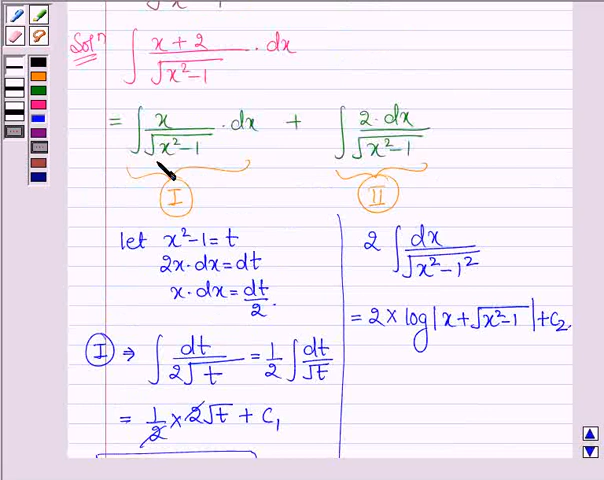 √x²−1
Solⁿ ∫ x + 2 / √x²−1 · dx
= ∫ x / √x²−1 · dx + ∫ 2 · dx / √x²−1
I II
let x²−1 = t
2x·dx = dt
x·dx = dt/2.
I ⇒ ∫ dt / 2√t = 1/2 ∫ dt / √t
= 1/2 × 2√t + C₁
2 ∫ dx / √x²−1²
= 2 × log|x + √x²−1| + C₂.